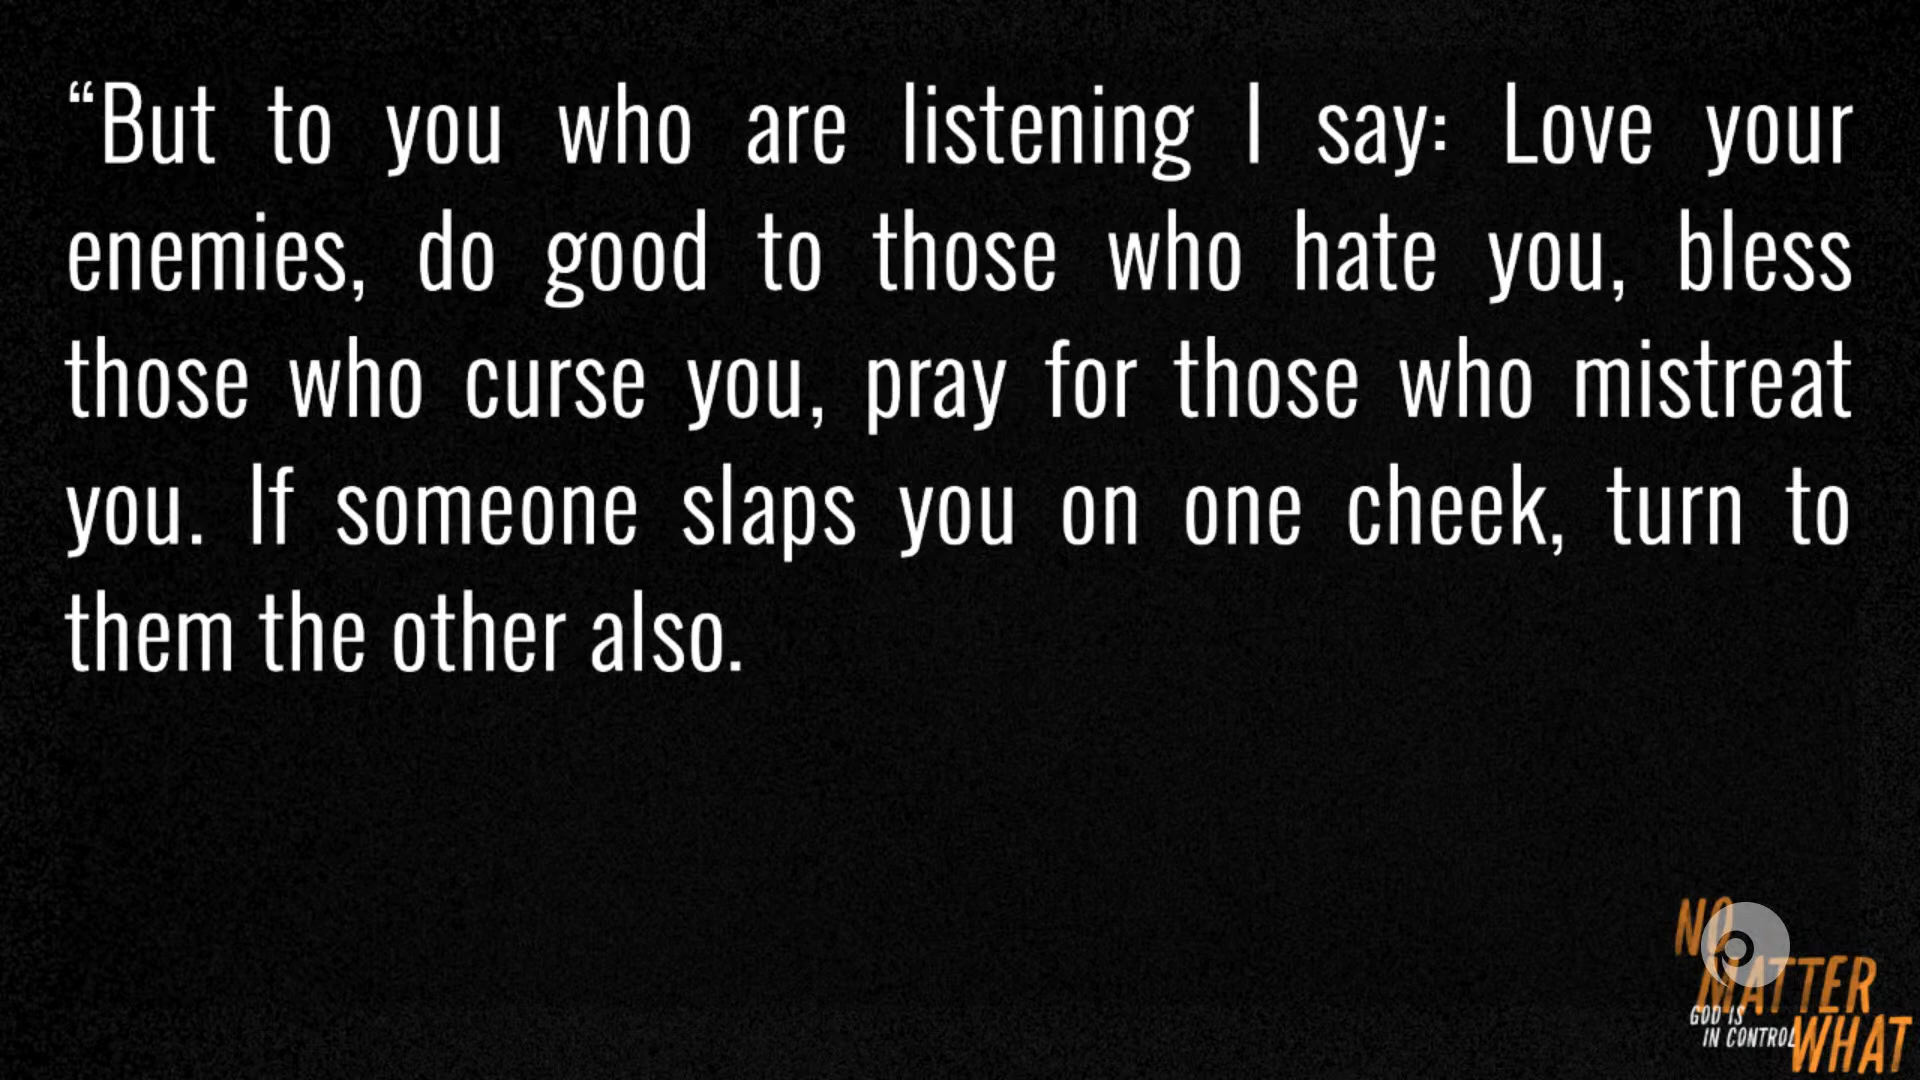 “But to you who are listening I say: Love your
enemies, do good to those who hate you, bless
those who curse you, pray for those who mistreat
you. If someone slaps you on one cheek, turn to
them the other also.
NO
MATTER
GOD IS
IN CONTROL
WHAT